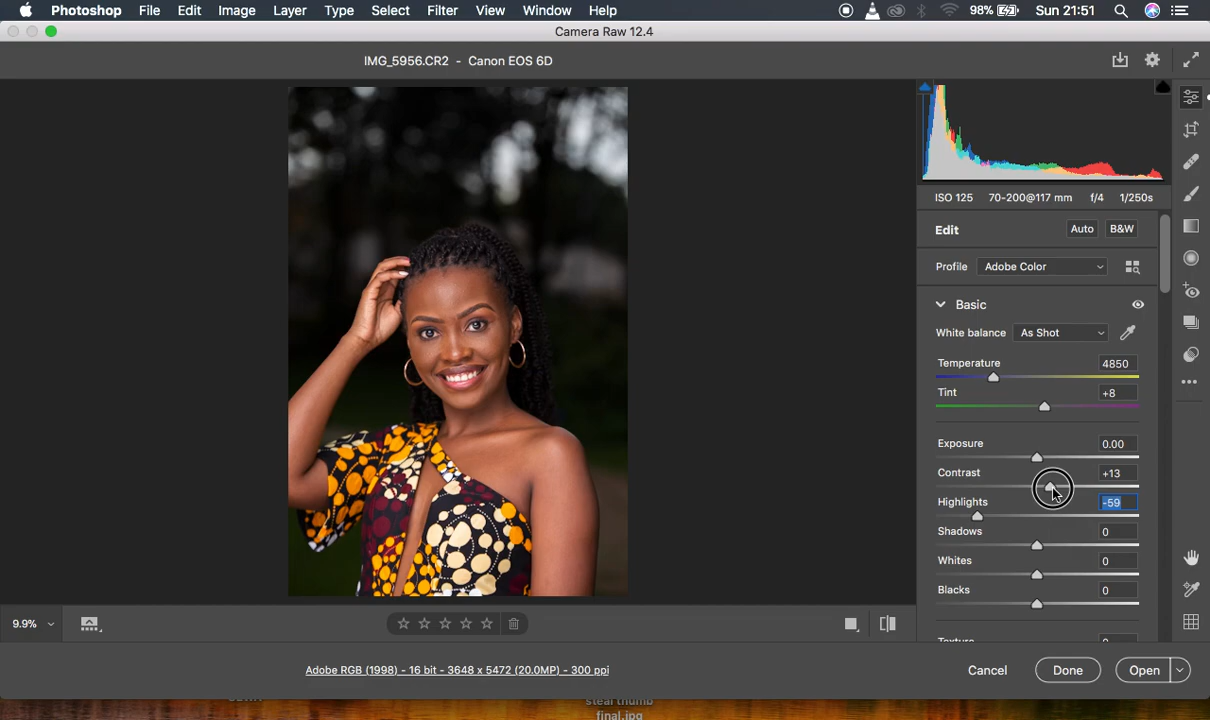 Photoshop File Edit Image Layer Type Select Filter View Window Help 98% Sun 21:51
Camera Raw 12.4
IMG_5956.CR2 - Canon EOS 6D
ISO 125 70-200@117 mm f/4 1/250s
Edit Auto B&W
Profile Adobe Color
Basic
White balance As Shot
Temperature 4850
Tint +8
Exposure 0.00
Contrast +13
Highlights -59
Shadows 0
Whites 0
Blacks 0
Texture 0
9.9%
Adobe RGB (1998) - 16 bit - 3648 x 5472 (20.0MP) - 300 ppi
Cancel Done Open
steal thumb
final.jpg